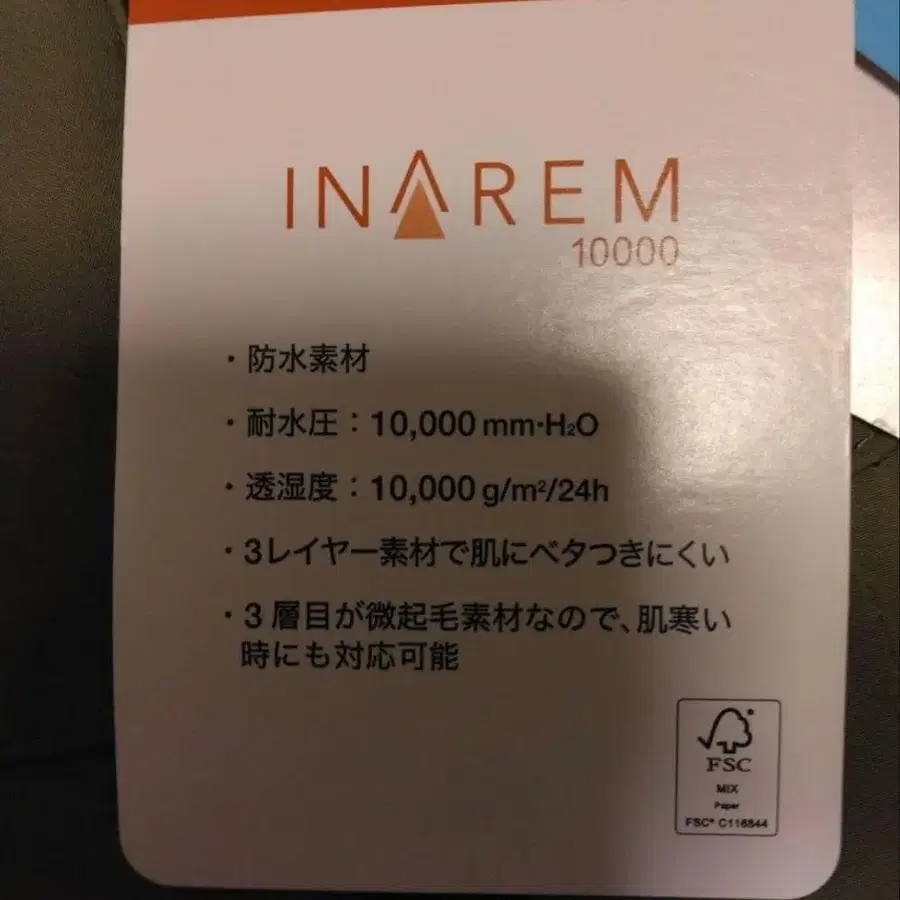 INAREM
10000
・防水素材
・耐水圧：10,000 mm·H₂O
・透湿度：10,000 g/m²/24h
・3レイヤー素材で肌にベタつきにくい
・3層目が微起毛素材なので、肌寒い
時にも対応可能
FSC
MIX
Paper
FSC® C116844